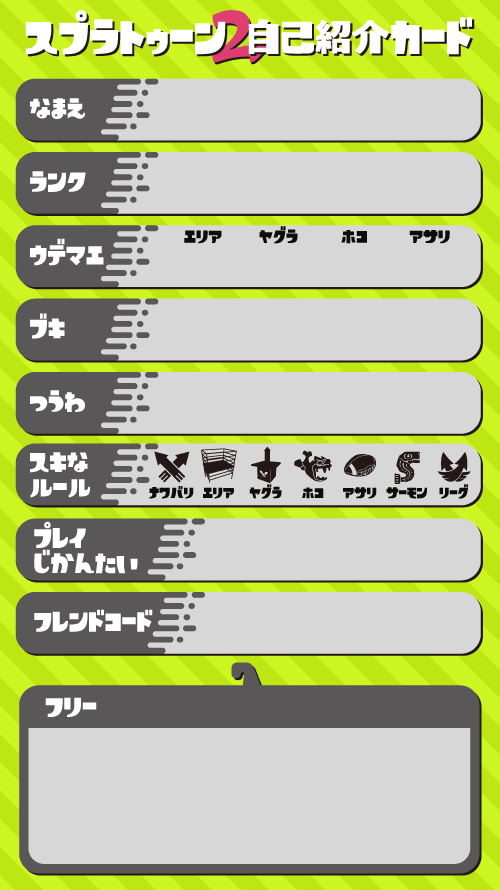 スプラトゥーン2自己紹介カード
なまえ
ランク
ウデマエ
エリア ヤグラ ホコ アサリ
ブキ
つうわ
スキな
ルール
ナワバリ エリア ヤグラ ホコ アサリ サーモン リーグ
プレイ
じかんたい
フレンドコード
フリー